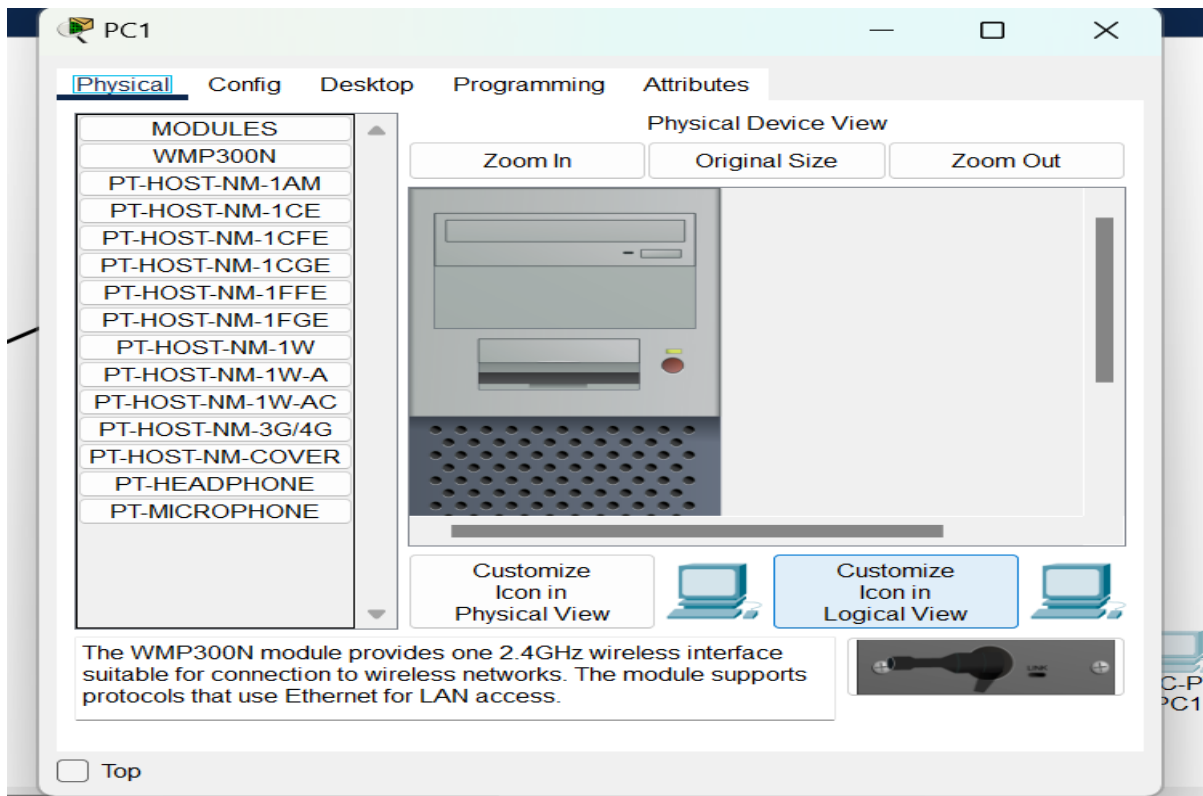 PC1
Physical Config Desktop Programming Attributes
MODULES
WMP300N
PT-HOST-NM-1AM
PT-HOST-NM-1CE
PT-HOST-NM-1CFE
PT-HOST-NM-1CGE
PT-HOST-NM-1FFE
PT-HOST-NM-1FGE
PT-HOST-NM-1W
PT-HOST-NM-1W-A
PT-HOST-NM-1W-AC
PT-HOST-NM-3G/4G
PT-HOST-NM-COVER
PT-HEADPHONE
PT-MICROPHONE
Physical Device View
Zoom In Original Size Zoom Out
Customize
Icon in
Physical View
Customize
Icon in
Logical View
The WMP300N module provides one 2.4GHz wireless interface
suitable for connection to wireless networks. The module supports
protocols that use Ethernet for LAN access.
LINK
C-P
PC1
Top